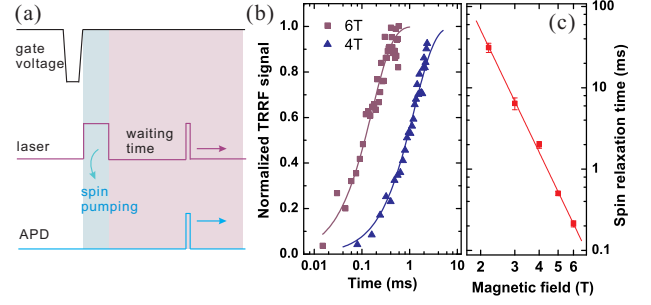 (a)
gate
voltage
laser
waiting
time
spin
pumping
APD
(b)
6T
4T
Normalized TRRF signal
1.0
0.8
0.6
0.4
0.2
0.0
0.01
0.1
1
10
Time (ms)
(c)
100
10
1
0.1
Spin relaxation time (ms)
2
3
4
5
6
Magnetic field (T)